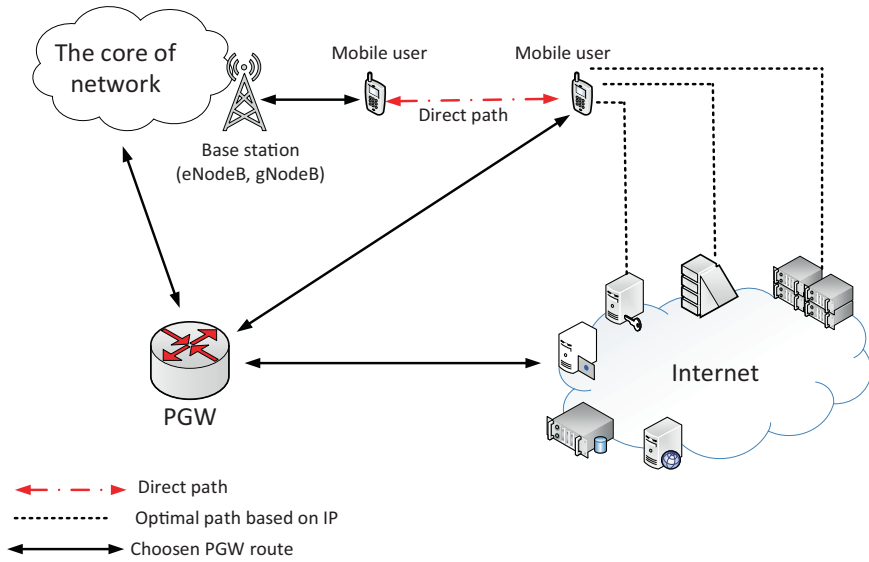 The core of
network
Mobile user
Mobile user
Direct path
Base station
(eNodeB, gNodeB)
Internet
PGW
Direct path
Optimal path based on IP
Choosen PGW route